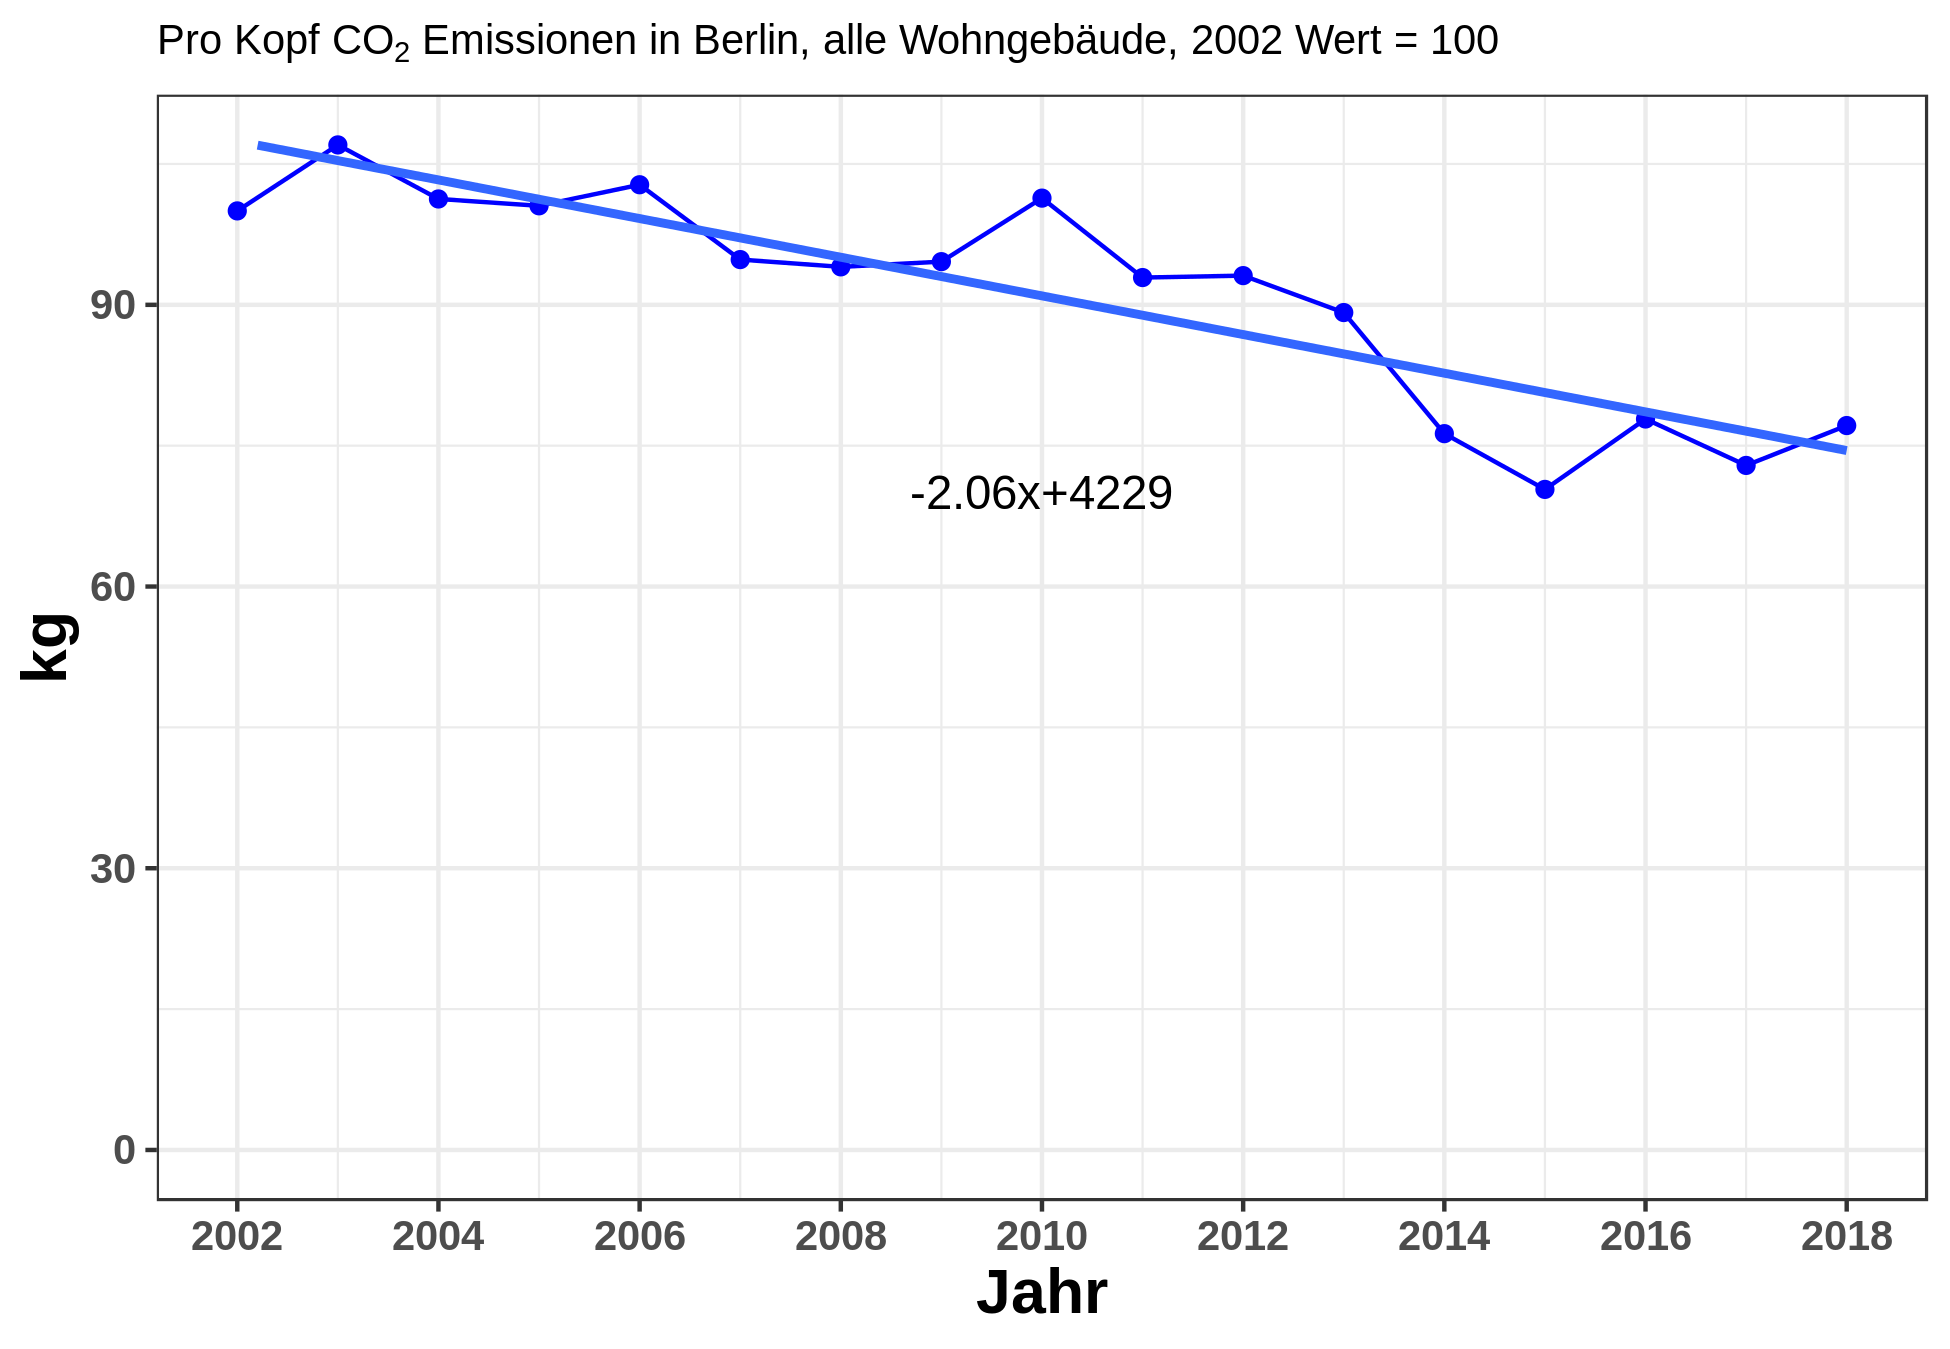 Pro Kopf CO₂ Emissionen in Berlin, alle Wohngebäude, 2002 Wert = 100
90
-2.06x+4229
60
kg
30
0
2002 2004 2006 2008 2010 2012 2014 2016 2018
Jahr